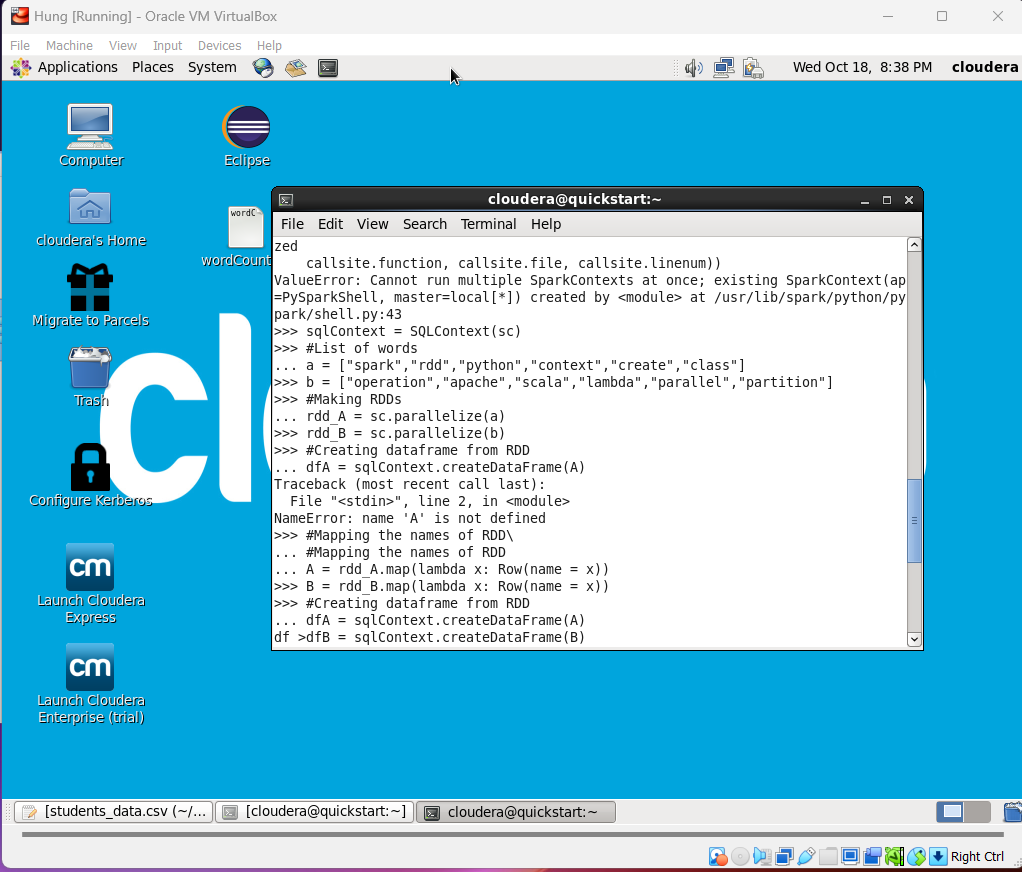 Hung [Running] - Oracle VM VirtualBox
File Machine View Input Devices Help
Applications Places System
Wed Oct 18, 8:38 PM cloudera
Computer
Eclipse
cloudera's Home
wordC
wordCount
Migrate to Parcels
Trash
Configure Kerberos
cm
Launch Cloudera
Express
cm
Launch Cloudera
Enterprise (trial)
cl
cloudera@quickstart:~
File Edit View Search Terminal Help
zed
    callsite.function, callsite.file, callsite.linenum))
ValueError: Cannot run multiple SparkContexts at once; existing SparkContext(ap
=PySparkShell, master=local[*]) created by <module> at /usr/lib/spark/python/py
park/shell.py:43
>>> sqlContext = SQLContext(sc)
>>> #List of words
... a = ["spark","rdd","python","context","create","class"]
>>> b = ["operation","apache","scala","lambda","parallel","partition"]
>>> #Making RDDs
... rdd_A = sc.parallelize(a)
>>> rdd_B = sc.parallelize(b)
>>> #Creating dataframe from RDD
... dfA = sqlContext.createDataFrame(A)
Traceback (most recent call last):
  File "<stdin>", line 2, in <module>
NameError: name 'A' is not defined
>>> #Mapping the names of RDD\
... #Mapping the names of RDD
... A = rdd_A.map(lambda x: Row(name = x))
>>> B = rdd_B.map(lambda x: Row(name = x))
>>> #Creating dataframe from RDD
... dfA = sqlContext.createDataFrame(A)
df >dfB = sqlContext.createDataFrame(B)
[students_data.csv (~/... [cloudera@quickstart:~] cloudera@quickstart:~
Right Ctrl